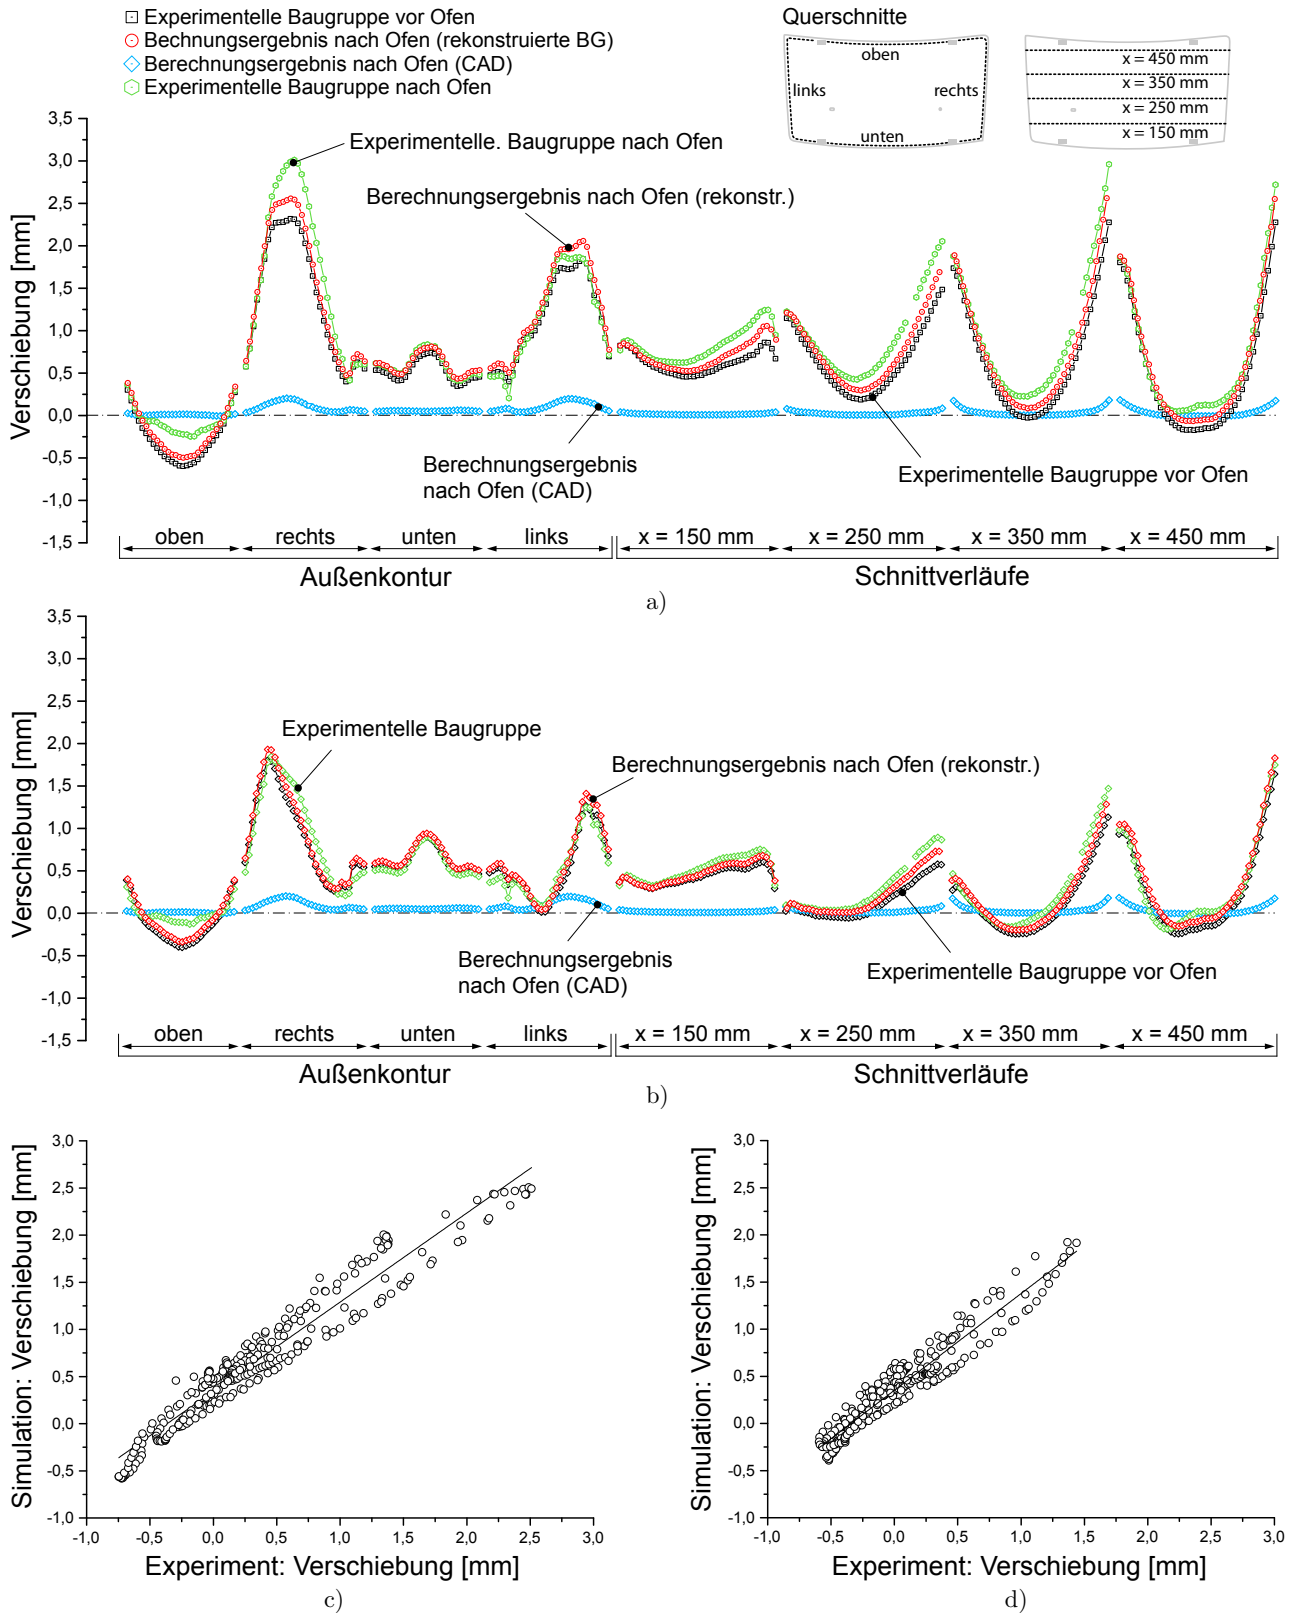 Experimentelle Baugruppe vor Ofen
Bechnungsergebnis nach Ofen (rekonstruierte BG)
Berechnungsergebnis nach Ofen (CAD)
Experimentelle Baugruppe nach Ofen
Querschnitte
oben
links
rechts
unten
x = 450 mm
x = 350 mm
x = 250 mm
x = 150 mm
Verschiebung [mm]
3,5
3,0
2,5
2,0
1,5
1,0
0,5
0,0
-0,5
-1,0
-1,5
Experimentelle. Baugruppe nach Ofen
Berechnungsergebnis nach Ofen (rekonstr.)
Berechnungsergebnis
nach Ofen (CAD)
Experimentelle Baugruppe vor Ofen
oben rechts unten links x = 150 mm x = 250 mm x = 350 mm x = 450 mm
Außenkontur Schnittverläufe
a)
Verschiebung [mm]
3,5
3,0
2,5
2,0
1,5
1,0
0,5
0,0
-0,5
-1,0
-1,5
Experimentelle Baugruppe
Berechnungsergebnis nach Ofen (rekonstr.)
Berechnungsergebnis
nach Ofen (CAD)
Experimentelle Baugruppe vor Ofen
oben rechts unten links x = 150 mm x = 250 mm x = 350 mm x = 450 mm
Außenkontur Schnittverläufe
b)
Simulation: Verschiebung [mm]
3,0
2,5
2,0
1,5
1,0
0,5
0,0
-0,5
-1,0
-1,0 -0,5 0,0 0,5 1,0 1,5 2,0 2,5 3,0
Experiment: Verschiebung [mm]
c)
Simulation: Verschiebung [mm]
3,0
2,5
2,0
1,5
1,0
0,5
0,0
-0,5
-1,0
-1,0 -0,5 0,0 0,5 1,0 1,5 2,0 2,5 3,0
Experiment: Verschiebung [mm]
d)